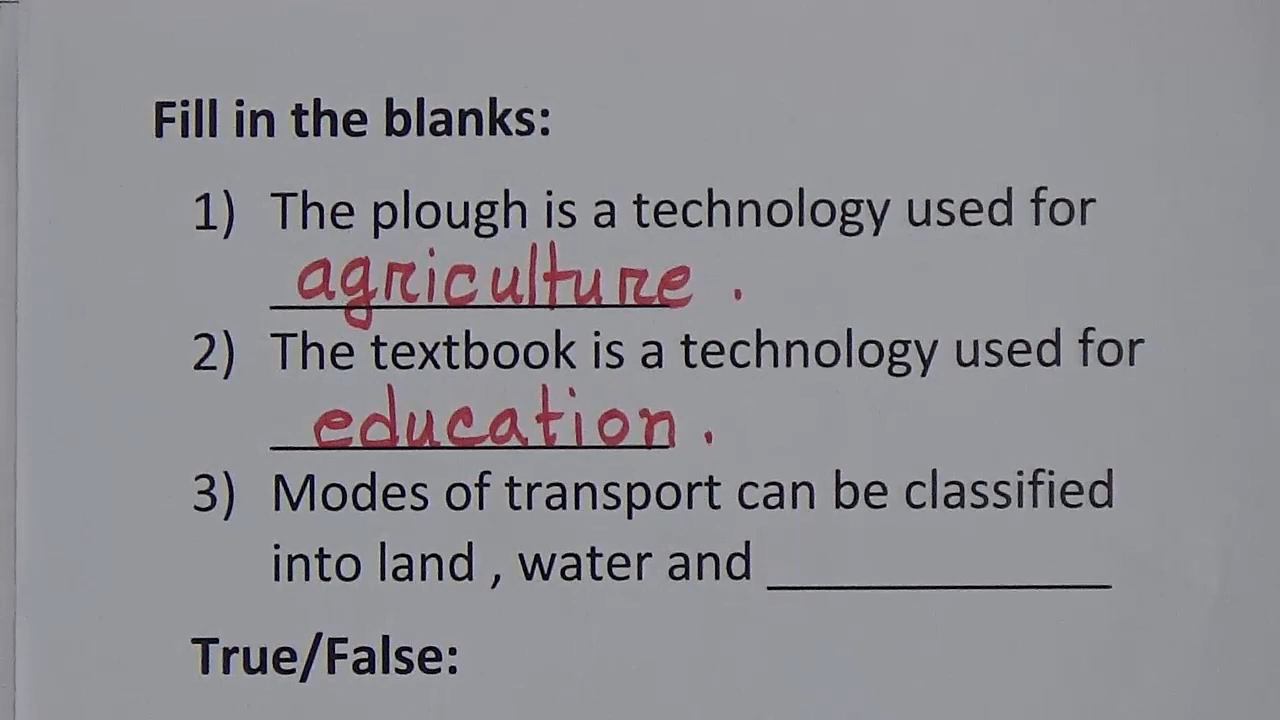 Fill in the blanks:
1) The plough is a technology used for
agriculture .
2) The textbook is a technology used for
education .
3) Modes of transport can be classified
into land , water and ____________
True/False: